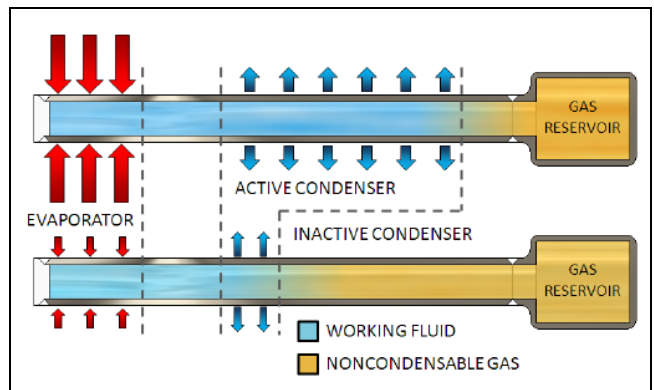 GAS
RESERVOIR
ACTIVE CONDENSER
EVAPORATOR
INACTIVE CONDENSER
GAS
RESERVOIR
WORKING FLUID
NONCONDENSABLE GAS